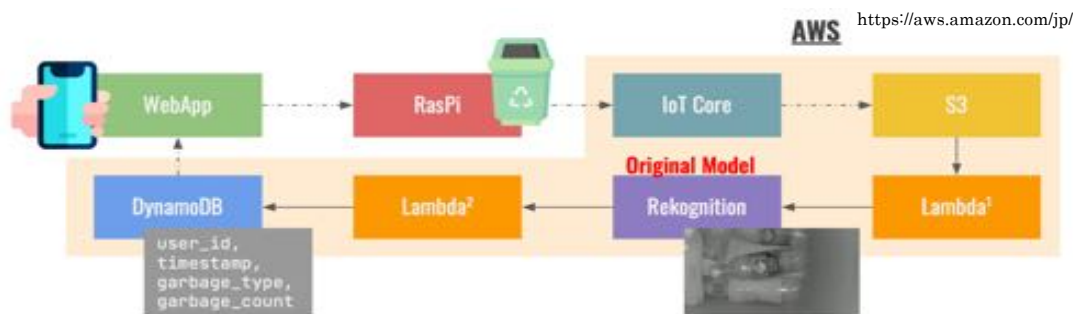 https://aws.amazon.com/jp/
AWS
WebApp
RasPi
IoT Core
S3
Original Model
DynamoDB
Lambda²
Rekognition
Lambda¹
user_id,
timestamp,
garbage_type,
garbage_count